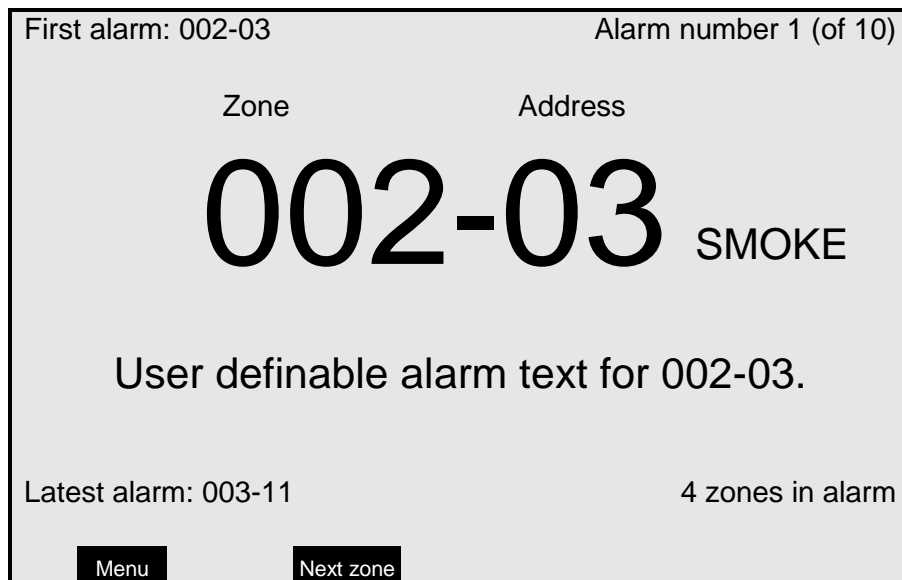 First alarm: 002-03 Alarm number 1 (of 10)
Zone Address
002-03 SMOKE
User definable alarm text for 002-03.
Latest alarm: 003-11 4 zones in alarm
Menu Next zone